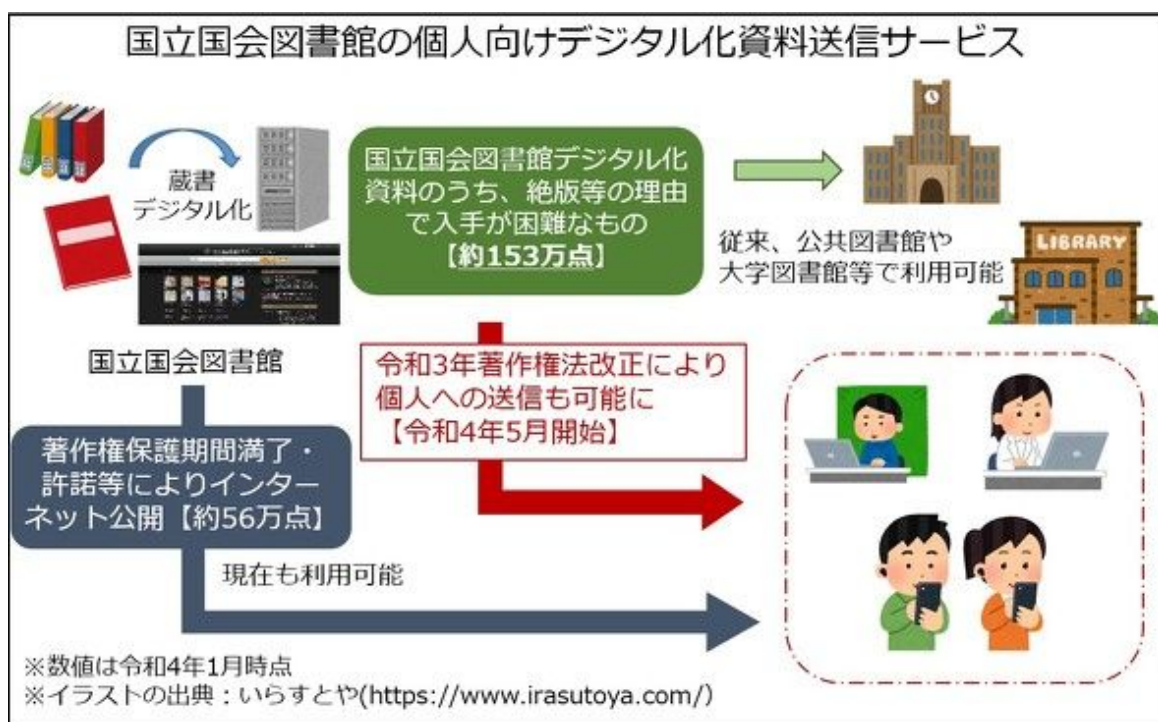 国立国会図書館の個人向けデジタル化資料送信サービス
蔵書
デジタル化
国立国会図書館デジタル化
資料のうち、絶版等の理由
で入手が困難なもの
【約153万点】
従来、公共図書館や
大学図書館等で利用可能
LIBRARY
国立国会図書館
令和3年著作権法改正により
個人への送信も可能に
【令和4年5月開始】
著作権保護期間満了・
許諾等によりインター
ネット公開【約56万点】
現在も利用可能
※数値は令和4年1月時点
※イラストの出典：いらすとや(https://www.irasutoya.com/)